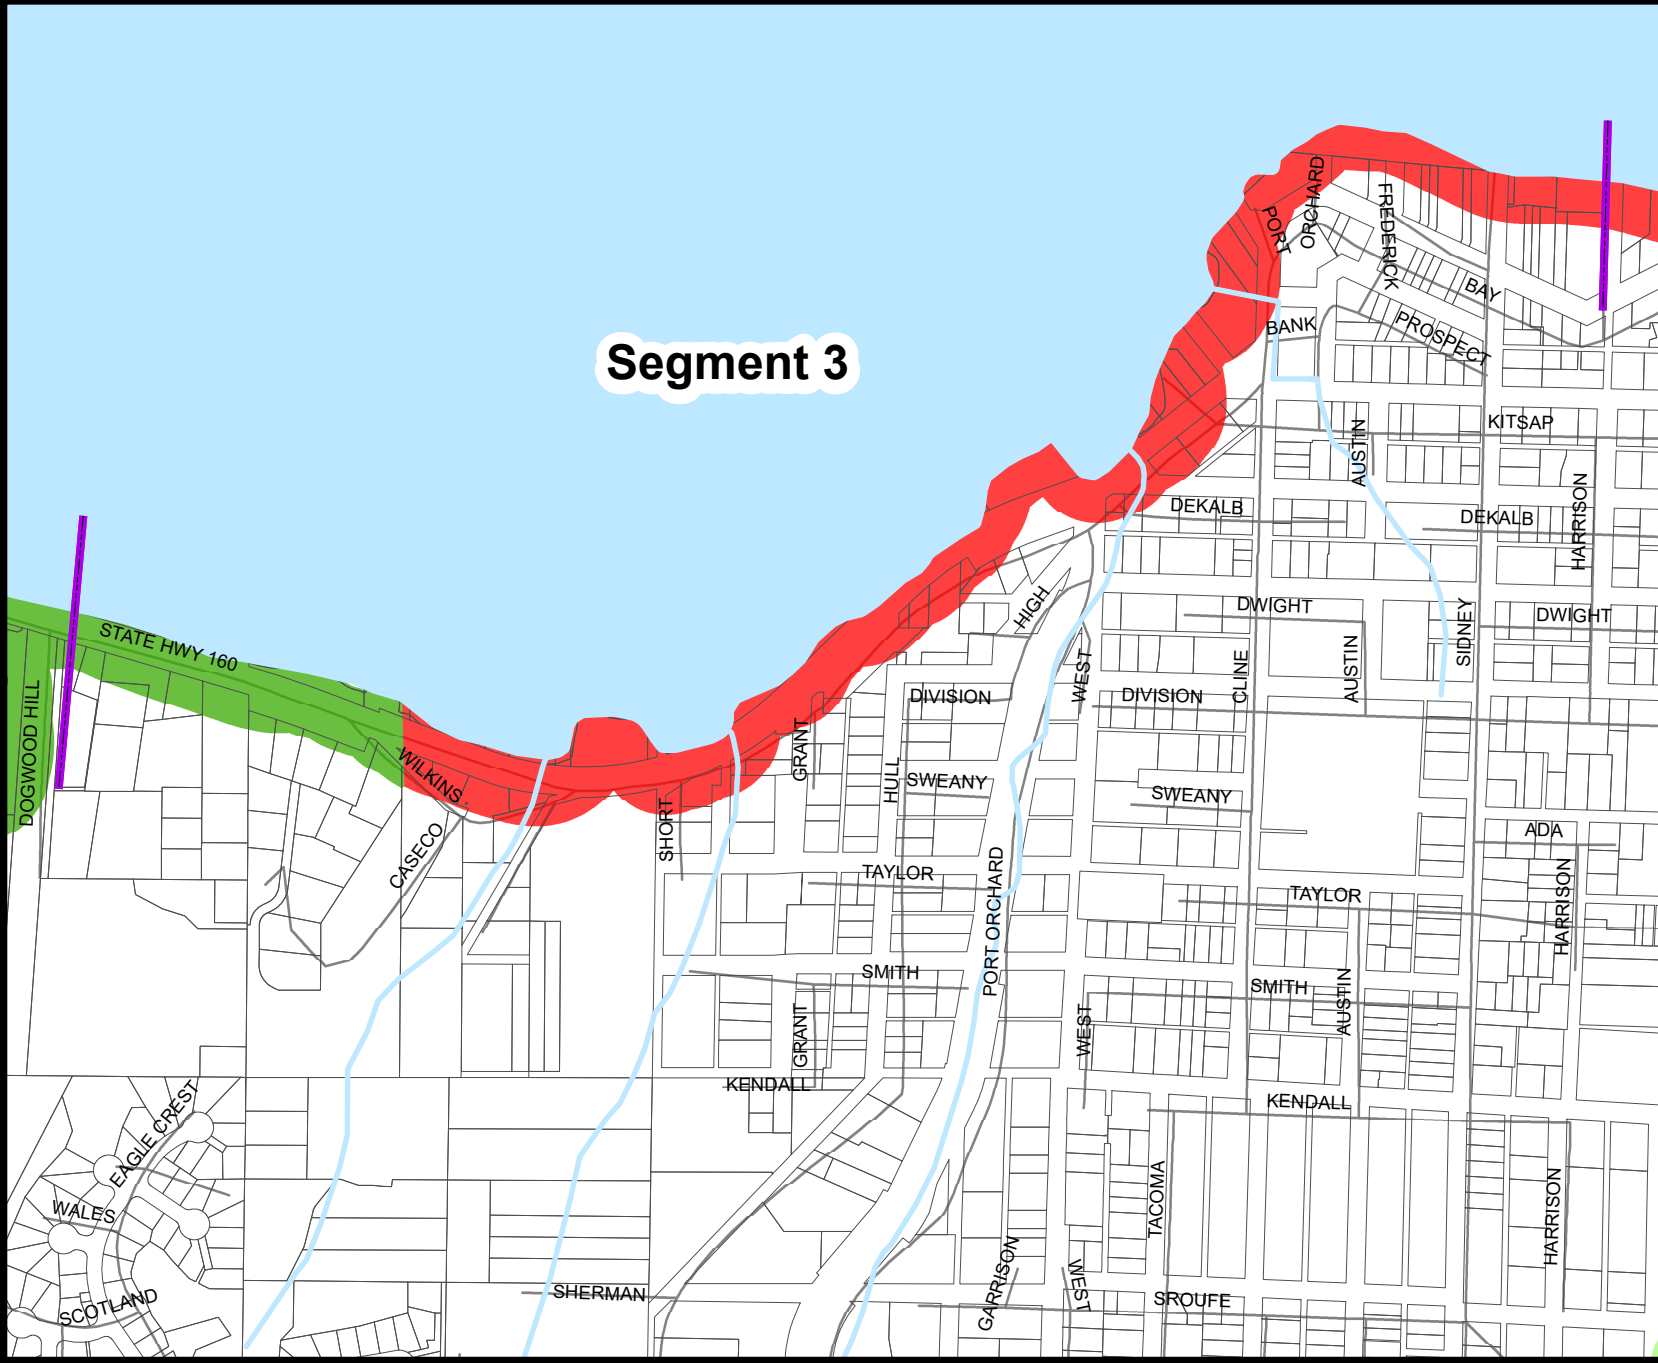 Segment 3
PORT
ORCHARD
FREDERICK
BAY
BANK
PROSPECT
KITSAP
AUSTIN
HARRISON
DEKALB
DEKALB
HIGH
DWIGHT
DWIGHT
SIDNEY
STATE HWY 160
DOGWOOD HILL
WEST
CLINE
AUSTIN
DIVISION
DIVISION
GRANT
HULL
WILKINS
SWEANY
SWEANY
SHORT
CASECO
ADA
TAYLOR
TAYLOR
HARRISON
PORT ORCHARD
SMITH
SMITH
AUSTIN
GRANT
WEST
KENDALL
KENDALL
EAGLE CREST
WALES
TACOMA
HARRISON
SCOTLAND
SHERMAN
GARRISON
WEST
SROUFE